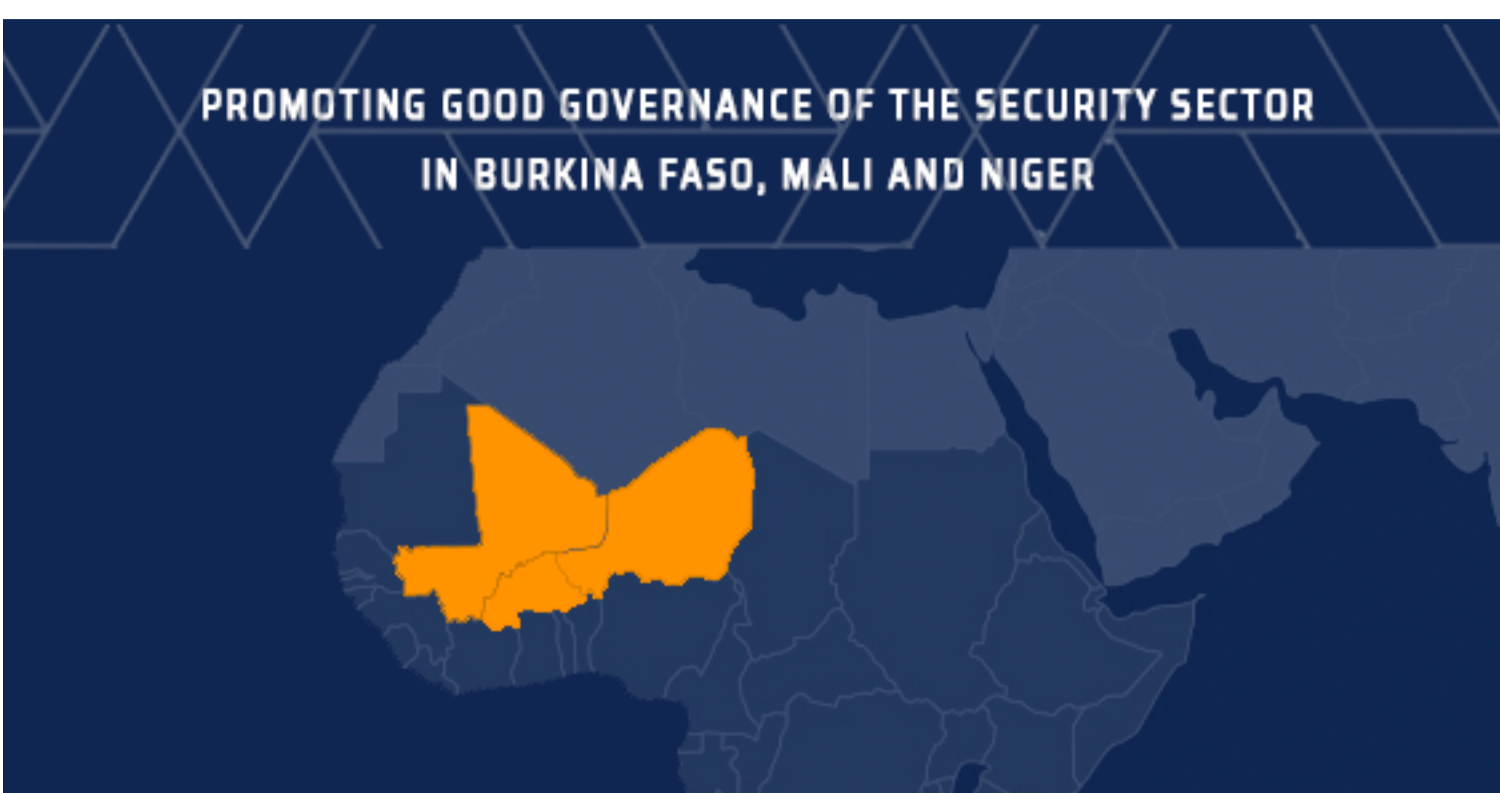 PROMOTING GOOD GOVERNANCE OF THE SECURITY SECTOR
IN BURKINA FASO, MALI AND NIGER